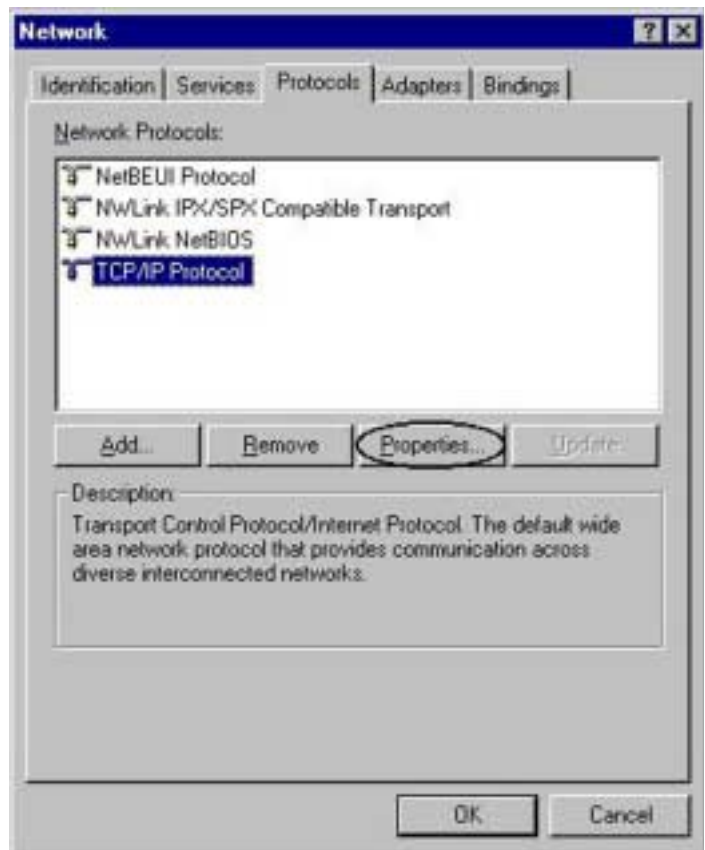 Network
Identification Services Protocols Adapters Bindings
Network Protocols:
NetBEUI Protocol
NWLink IPX/SPX Compatible Transport
NWLink NetBIOS
TCP/IP Protocol
Add... Remove Properties... Update...
Description:
Transport Control Protocol/Internet Protocol. The default wide
area network protocol that provides communication across
diverse interconnected networks.
OK Cancel